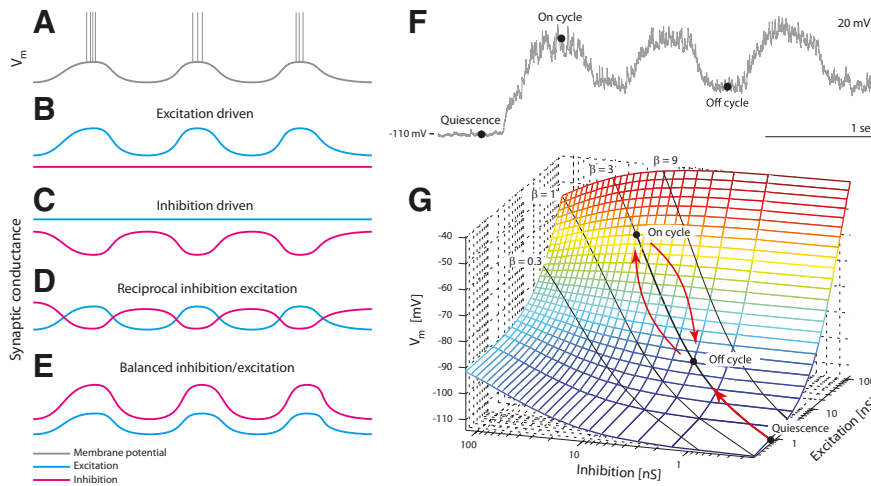 A
V_m
B
Excitation driven
C
Inhibition driven
D
Reciprocal inhibition excitation
E
Balanced inhibition/excitation
Synaptic conductance
Membrane potential
Excitation
Inhibition
F
On cycle
20 mV
Quiescence
Off cycle
-110 mV
1 sec
G
β = 9
β = 3
β = 1
β = 0.3
On cycle
Off cycle
Quiescence
-40
-50
-60
-70
-80
-90
-100
-110
V_m [mV]
100
10
1
Inhibition [nS]
1
10
100
Excitation [nS]